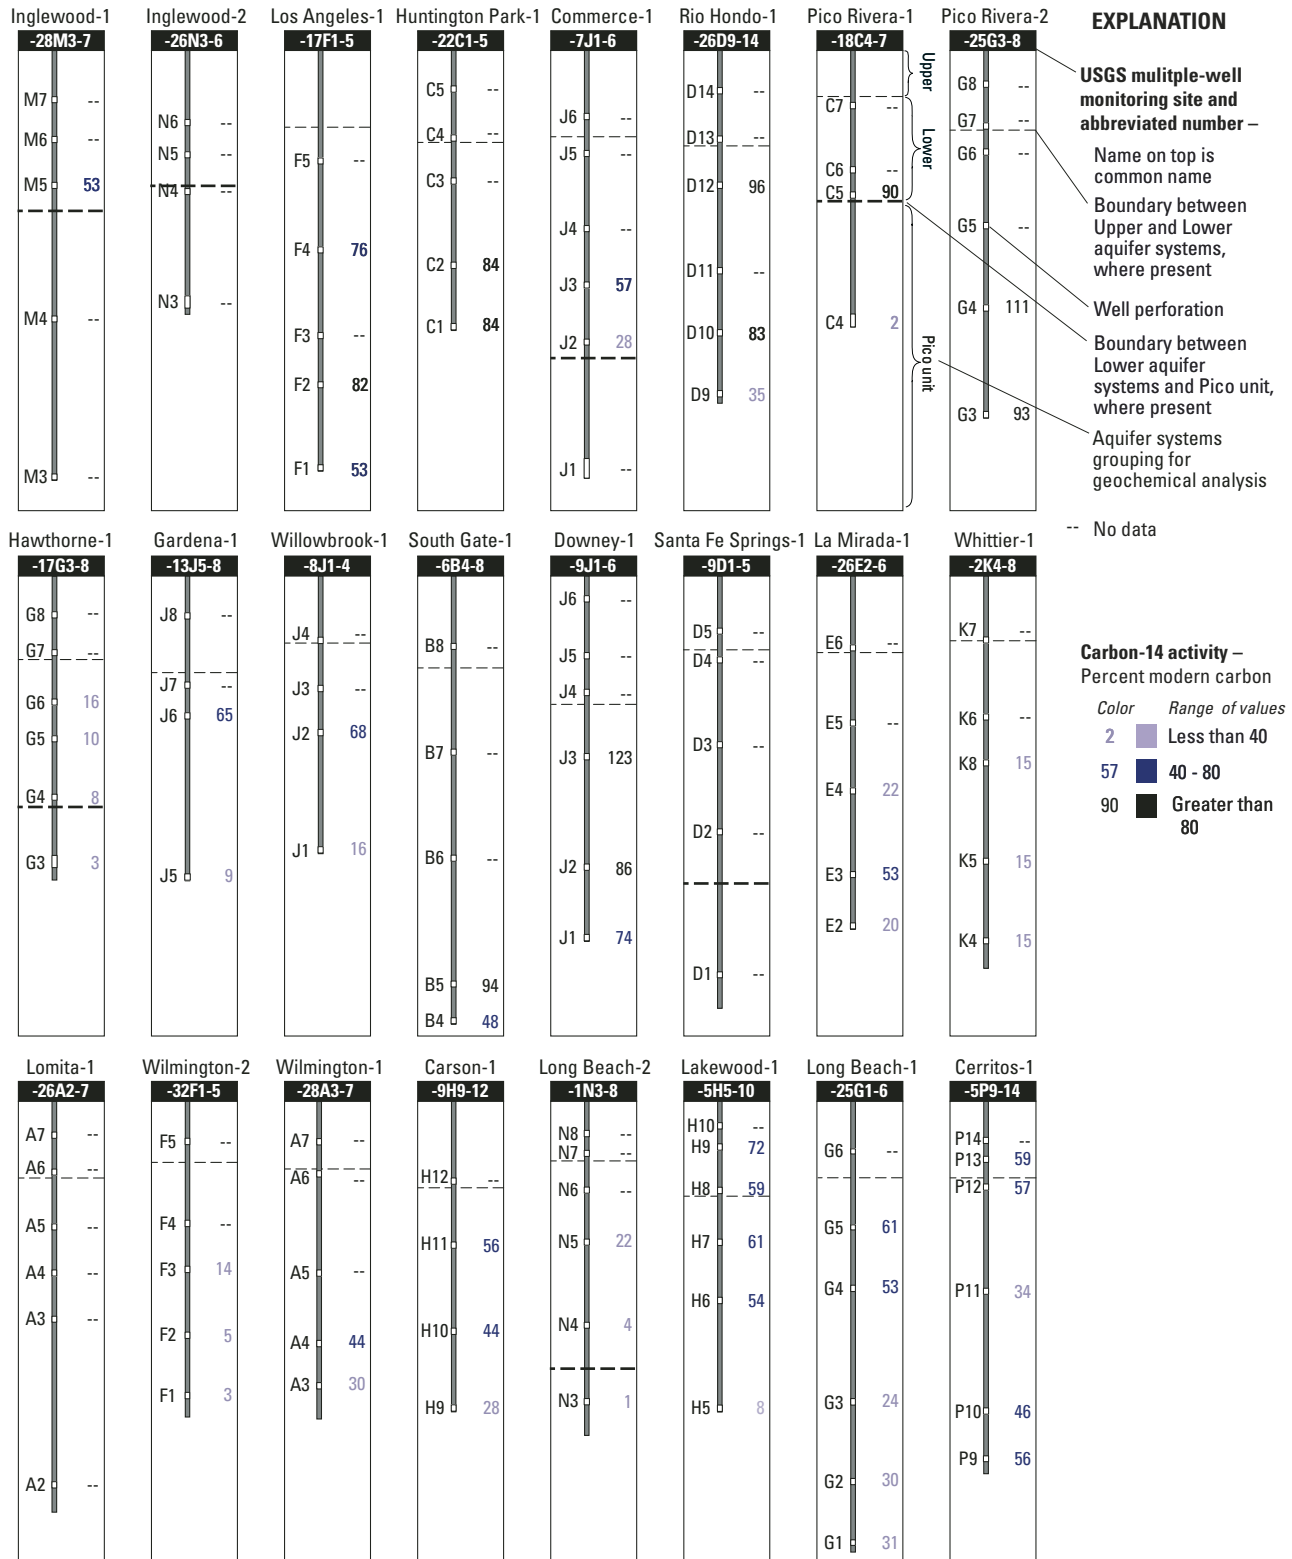 Inglewood-1 Inglewood-2 Los Angeles-1 Huntington Park-1 Commerce-1 Rio Hondo-1 Pico Rivera-1 Pico Rivera-2
-28M3-7 -26N3-6 -17F1-5 -22C1-5 -7J1-6 -26D9-14 -18C4-7 -25G3-8
M7 --
M6 --
M5 53
M4 --
M3 --
N6 --
N5 --
N4 --
N3 --
F5 --
F4 76
F3 --
F2 82
F1 53
C5 --
C4 --
C3 --
C2 84
C1 84
J6 --
J5 --
J4 --
J3 57
J2 28
J1 --
D14 --
D13 --
D12 96
D11 --
D10 83
D9 35
C7 --
C6 --
C5 90
C4 2
Upper
Lower
Pico unit
G8 --
G7 --
G6 --
G5 --
G4 111
G3 93
EXPLANATION
USGS mulitple-well
monitoring site and
abbreviated number –
Name on top is
common name
Boundary between
Upper and Lower
aquifer systems,
where present
Well perforation
Boundary between
Lower aquifer
systems and Pico unit,
where present
Aquifer systems
grouping for
geochemical analysis
-- No data
Hawthorne-1 Gardena-1 Willowbrook-1 South Gate-1 Downey-1 Santa Fe Springs-1 La Mirada-1 Whittier-1
-17G3-8 -13J5-8 -8J1-4 -6B4-8 -9J1-6 -9D1-5 -26E2-6 -2K4-8
G8 --
G7 --
G6 16
G5 10
G4 8
G3 3
J8 --
J7 --
J6 65
J5 9
J4 --
J3 --
J2 68
J1 16
B8 --
B7 --
B6 --
B5 94
B4 48
J6 --
J5 --
J4 --
J3 123
J2 86
J1 74
D5 --
D4 --
D3 --
D2 --
D1 --
E6 --
E5 --
E4 22
E3 53
E2 20
K7 --
K6 --
K8 15
K5 15
K4 15
Carbon-14 activity –
Percent modern carbon
Color Range of values
2 Less than 40
57 40 - 80
90 Greater than
80
Lomita-1 Wilmington-2 Wilmington-1 Carson-1 Long Beach-2 Lakewood-1 Long Beach-1 Cerritos-1
-26A2-7 -32F1-5 -28A3-7 -9H9-12 -1N3-8 -5H5-10 -25G1-6 -5P9-14
A7 --
A6 --
A5 --
A4 --
A3 --
A2 --
F5 --
F4 --
F3 14
F2 5
F1 3
A7 --
A6 --
A5 --
A4 44
A3 30
H12 --
H11 56
H10 44
H9 28
N8 --
N7 --
N6 --
N5 22
N4 4
N3 1
H10 --
H9 72
H8 59
H7 61
H6 54
H5 8
G6 --
G5 61
G4 53
G3 24
G2 30
G1 31
P14 --
P13 59
P12 57
P11 34
P10 46
P9 56